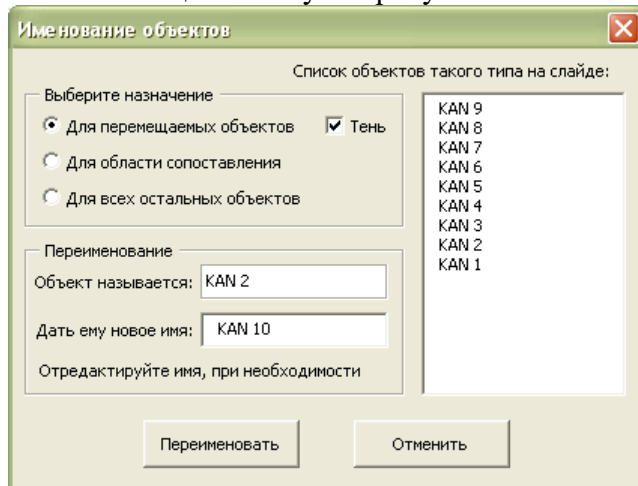 Именование объектов
Список объектов такого типа на слайде:
Выберите назначение
Для перемещаемых объектов
Тень
Для области сопоставления
Для всех остальных объектов
KAN 9
KAN 8
KAN 7
KAN 6
KAN 5
KAN 4
KAN 3
KAN 2
KAN 1
Переименование
Объект называется: KAN 2
Дать ему новое имя: KAN 10
Отредактируйте имя, при необходимости
Переименовать
Отменить